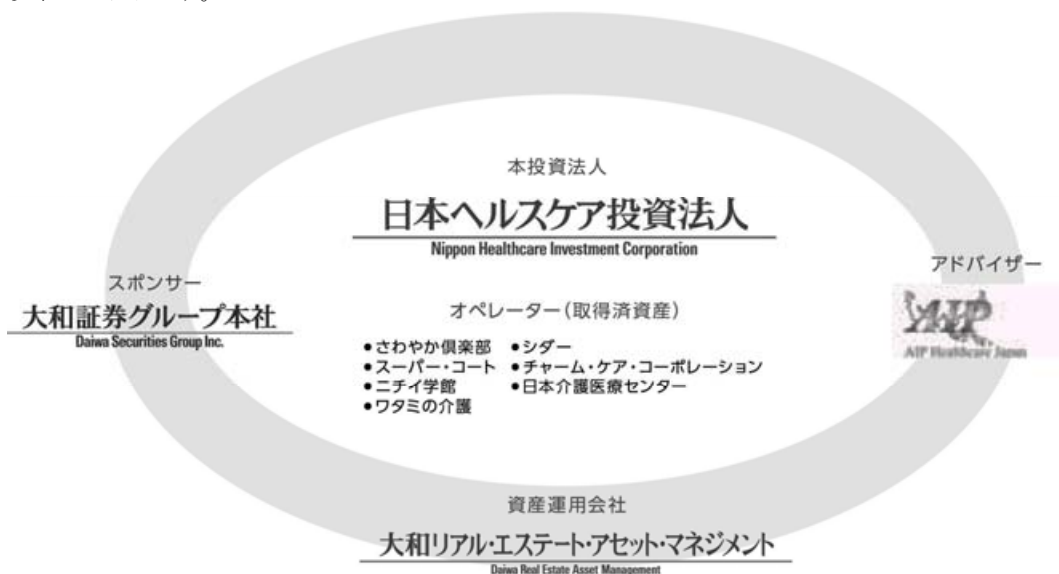 本投資法人
日本ヘルスケア投資法人
Nippon Healthcare Investment Corporation
アドバイザー
AIP
AIP Healthcare Japan
スポンサー
大和証券グループ本社
Daiwa Securities Group Inc.
オペレーター(取得済資産)
●さわやか倶楽部 ●シダー
●スーパー・コート ●チャーム・ケア・コーポレーション
●ニチイ学館 ●日本介護医療センター
●ワタミの介護
資産運用会社
大和リアル・エステート・アセット・マネジメント
Daiwa Real Estate Asset Management